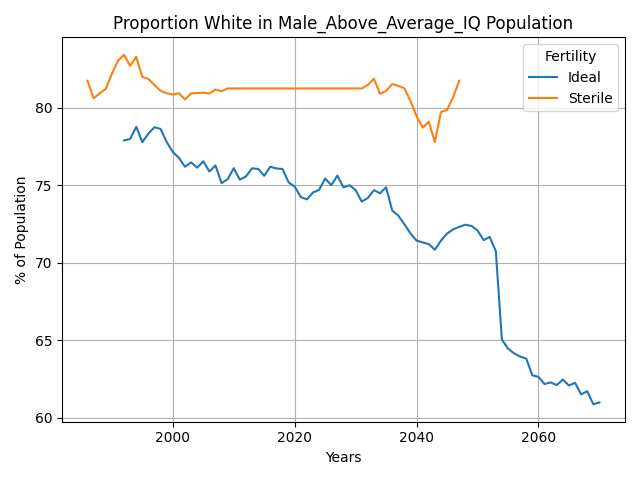 Proportion White in Male_Above_Average_IQ Population
Fertility
Ideal
Sterile
% of Population
80
75
70
65
60
2000
2020
2040
2060
Years